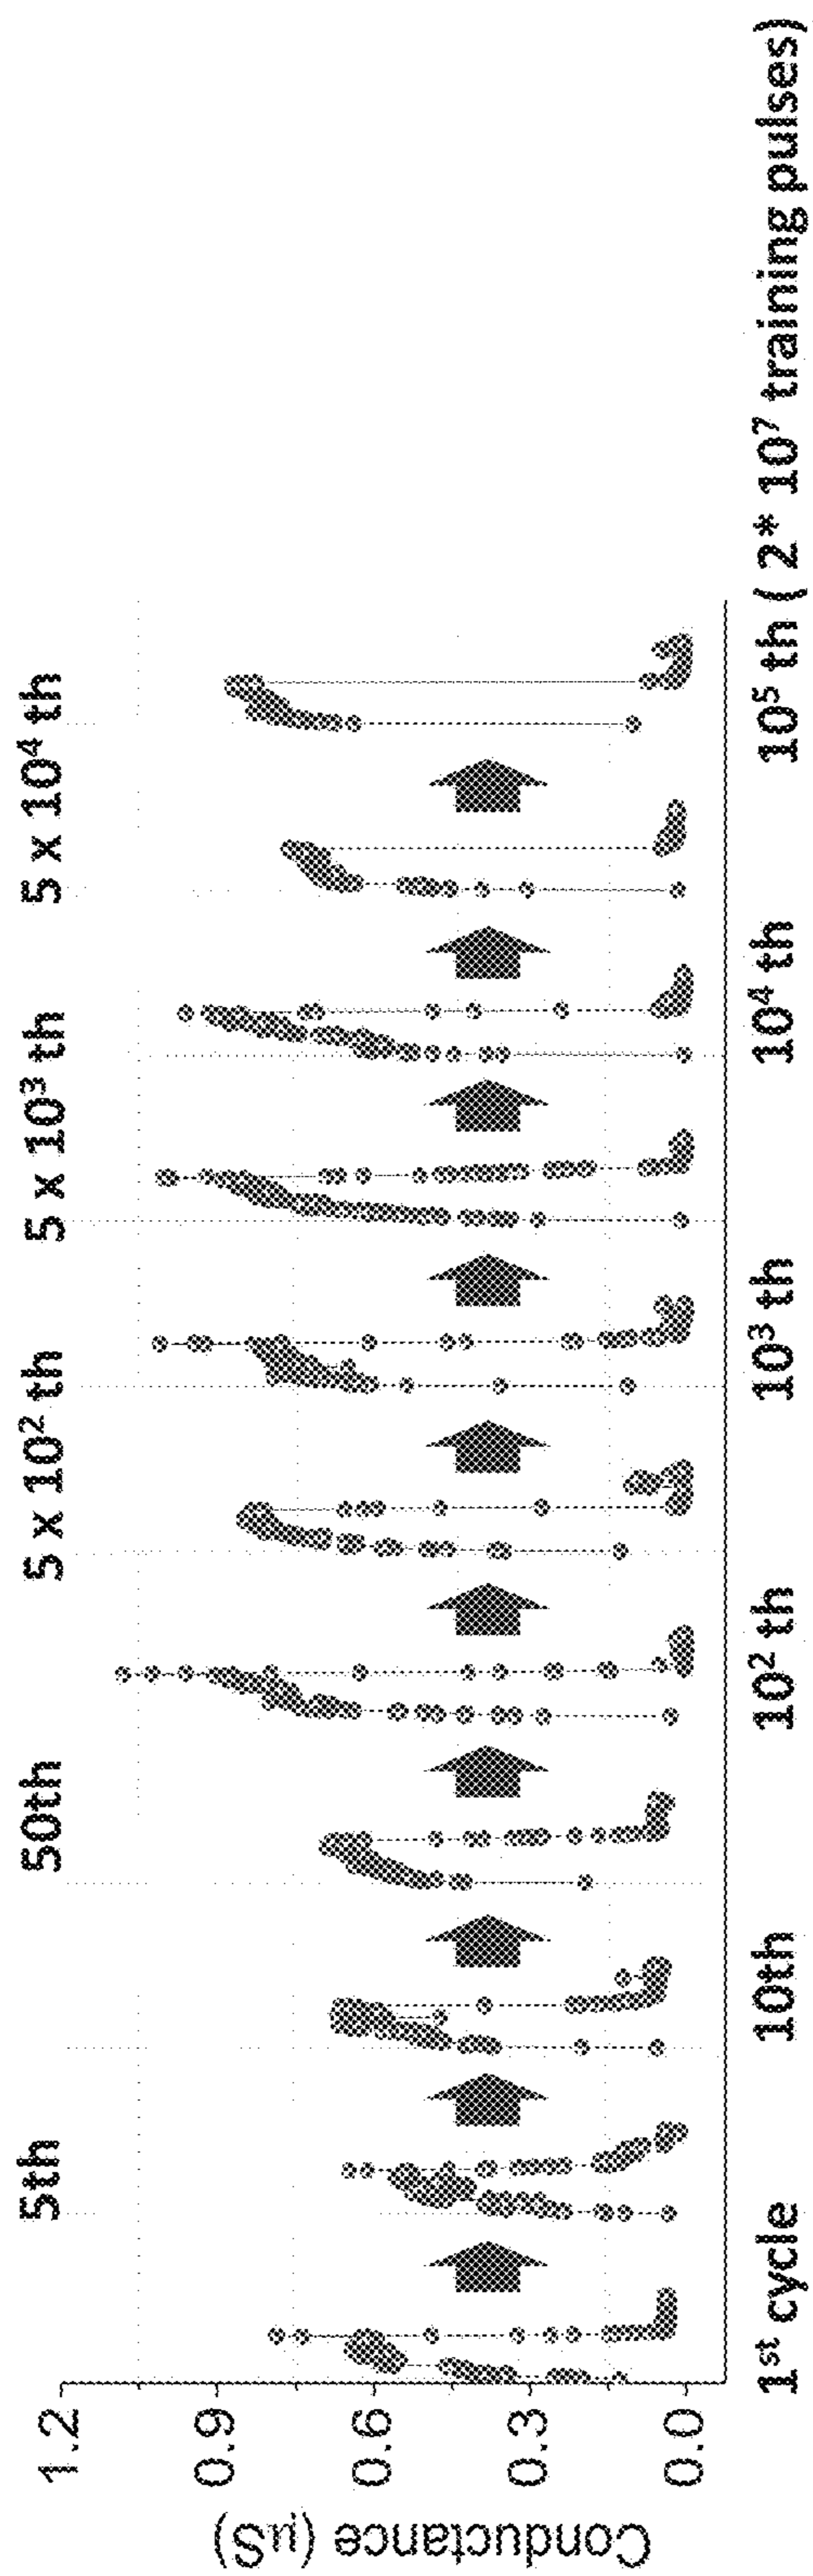 5th
50th
5 x 10² th
5 x 10³ th
5 x 10⁴ th
1.2
0.9
0.6
0.3
0.0
Conductance (μS)
1ˢᵗ cycle
10th
10² th
10³ th
10⁴ th
10⁵ th ( 2* 10⁷ training pulses)